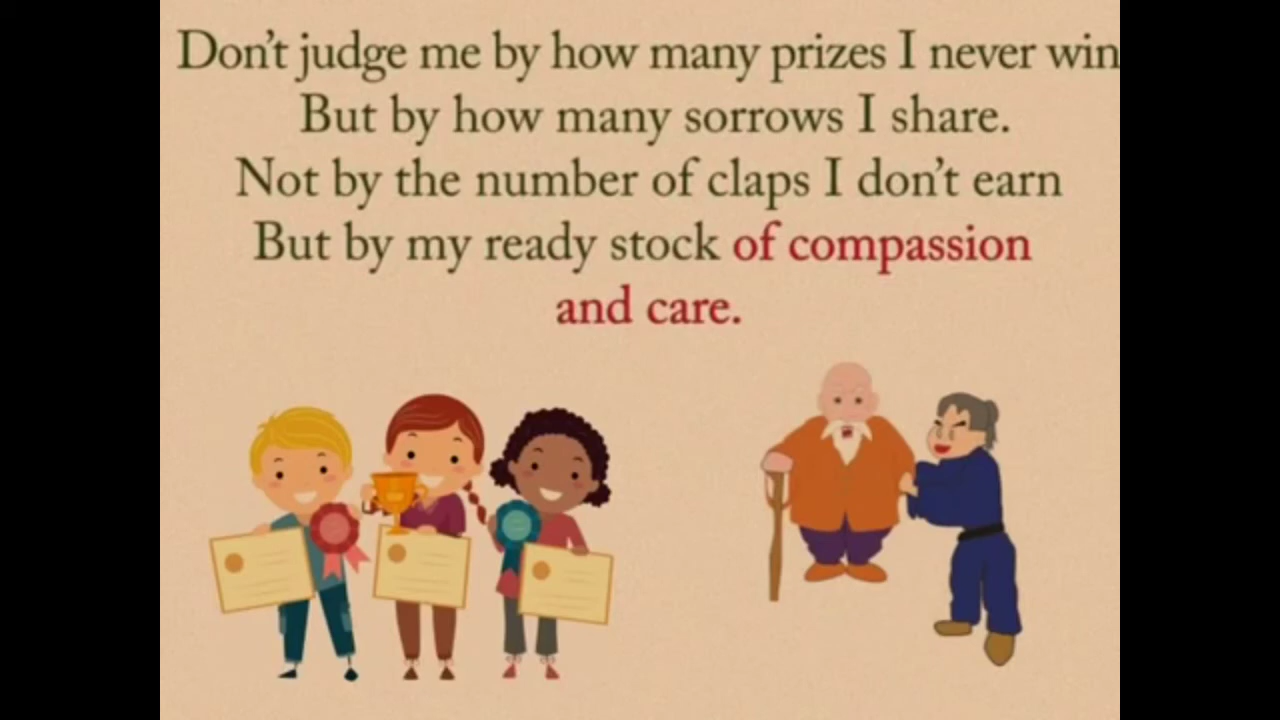 Don't judge me by how many prizes I never win
But by how many sorrows I share.
Not by the number of claps I don't earn
But by my ready stock of compassion
and care.